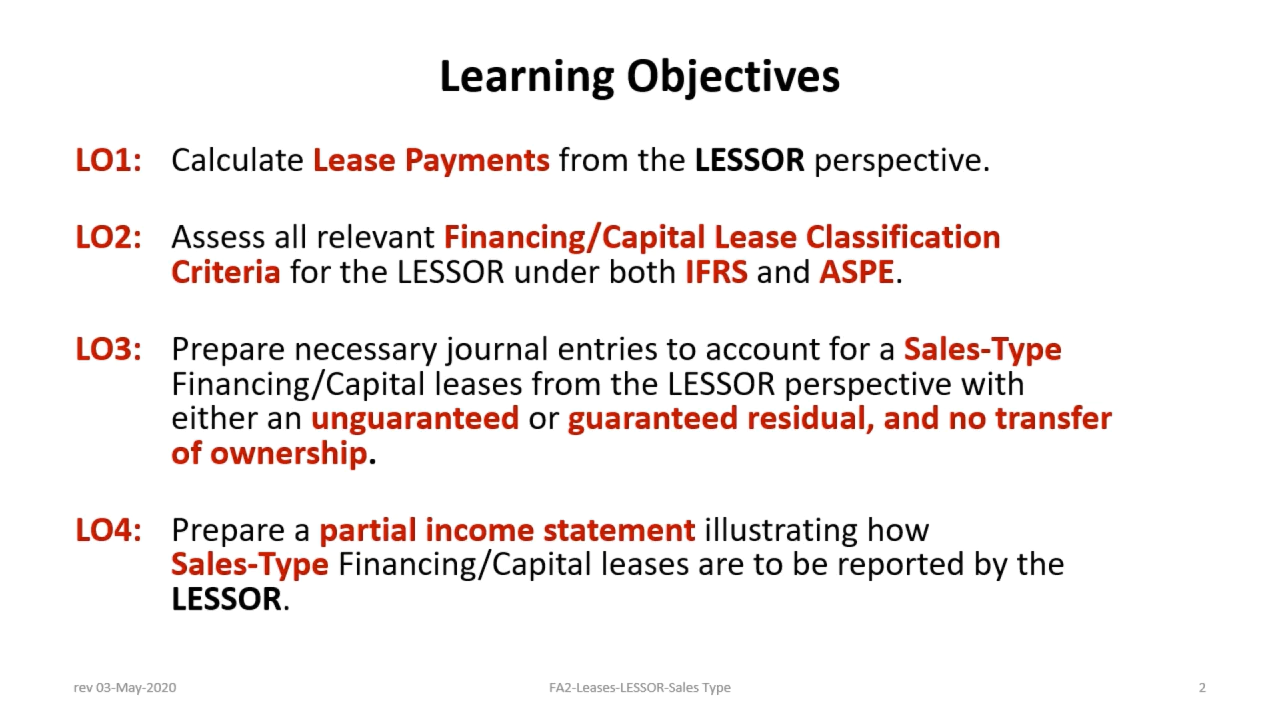 Learning Objectives
LO1: Calculate Lease Payments from the LESSOR perspective.
LO2: Assess all relevant Financing/Capital Lease Classification
Criteria for the LESSOR under both IFRS and ASPE.
LO3: Prepare necessary journal entries to account for a Sales-Type
Financing/Capital leases from the LESSOR perspective with
either an unguaranteed or guaranteed residual, and no transfer
of ownership.
LO4: Prepare a partial income statement illustrating how
Sales-Type Financing/Capital leases are to be reported by the
LESSOR.
rev 03-May-2020 FA2-Leases-LESSOR-Sales Type 2